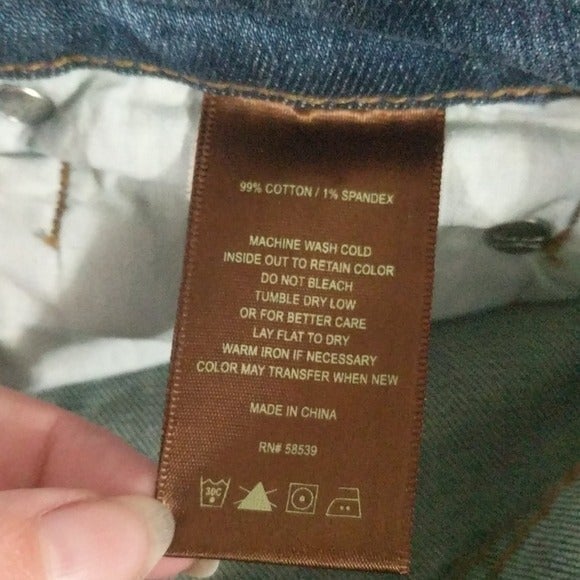 99% COTTON / 1% SPANDEX
MACHINE WASH COLD
INSIDE OUT TO RETAIN COLOR
DO NOT BLEACH
TUMBLE DRY LOW
OR FOR BETTER CARE
LAY FLAT TO DRY
WARM IRON IF NECESSARY
COLOR MAY TRANSFER WHEN NEW
MADE IN CHINA
RN# 58539
30C